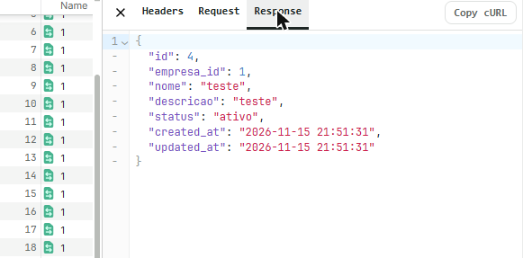 Name
Headers Request Response Copy cURL
6 1
7 1
8 1
9 1
10 1
11 1
12 1
13 1
14 1
15 1
16 1
17 1
18 1
1 {
- "id": 4,
- "empresa_id": 1,
- "nome": "teste",
- "descricao": "teste",
- "status": "ativo",
- "created_at": "2026-11-15 21:51:31",
- "updated_at": "2026-11-15 21:51:31"
- }